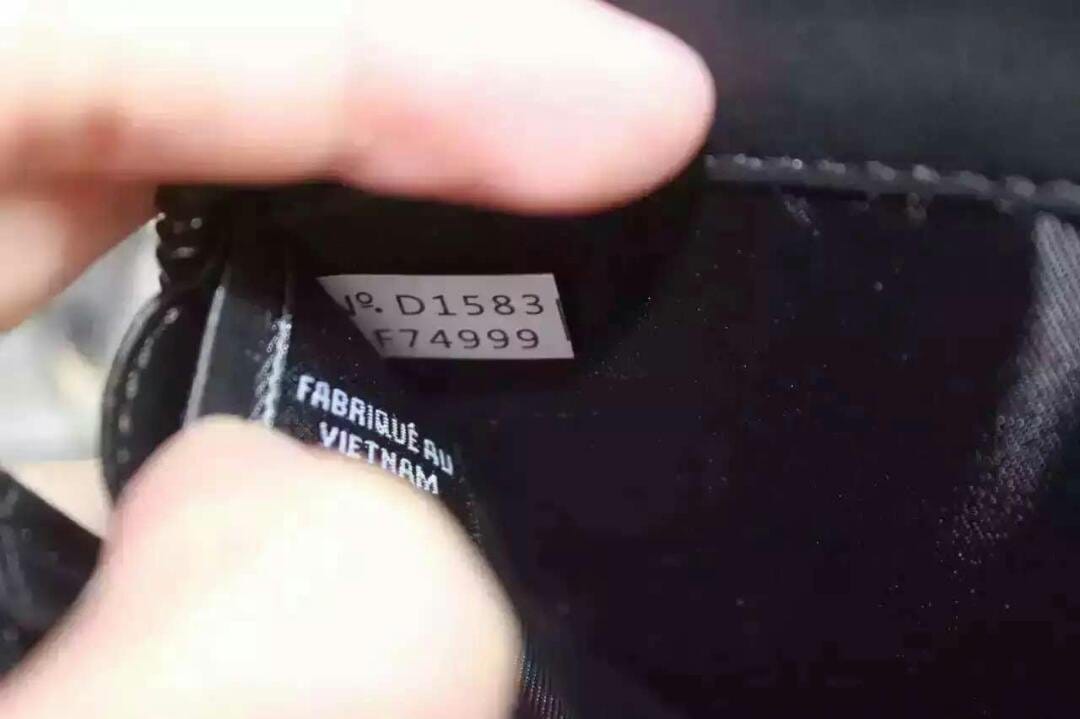 Nº. D1583
F74999
FABRIQUÉ AU
VIETNAM